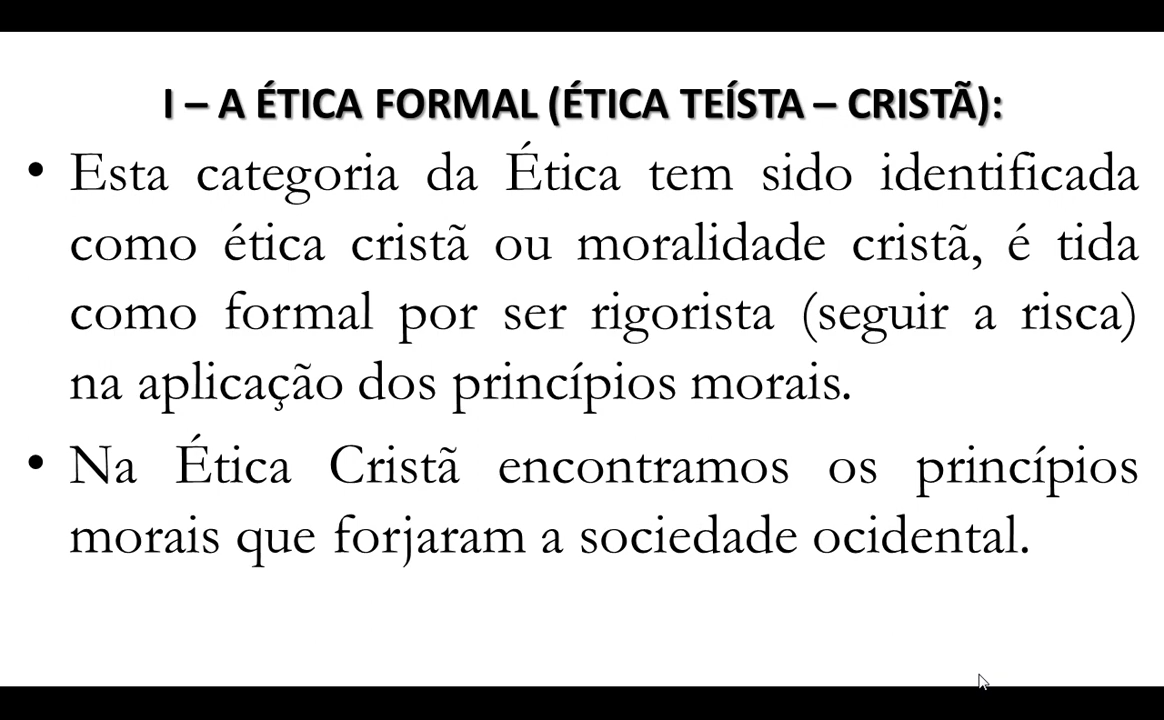 I – A ÉTICA FORMAL (ÉTICA TEÍSTA – CRISTÃ):
• Esta categoria da Ética tem sido identificada
como ética cristã ou moralidade cristã, é tida
como formal por ser rigorista (seguir a risca)
na aplicação dos princípios morais.
• Na Ética Cristã encontramos os princípios
morais que forjaram a sociedade ocidental.